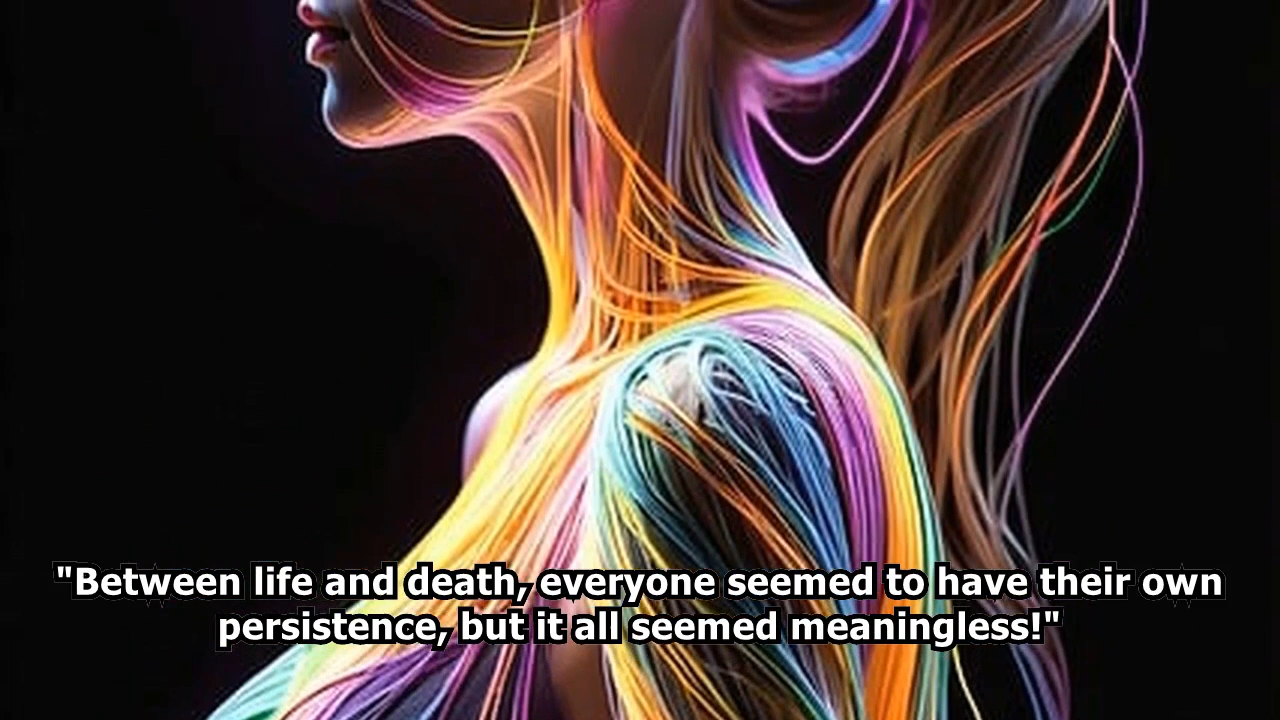 "Between life and death, everyone seemed to have their own
persistence, but it all seemed meaningless!"